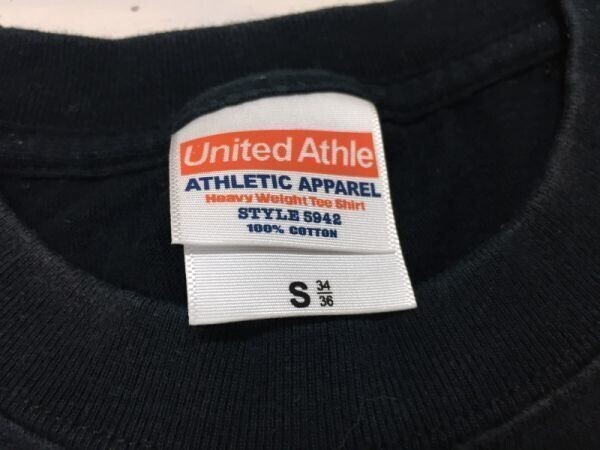 United Athle
ATHLETIC APPAREL
Heavy Weight Tee Shirt
STYLE 5942
100% COTTON
S 34/36